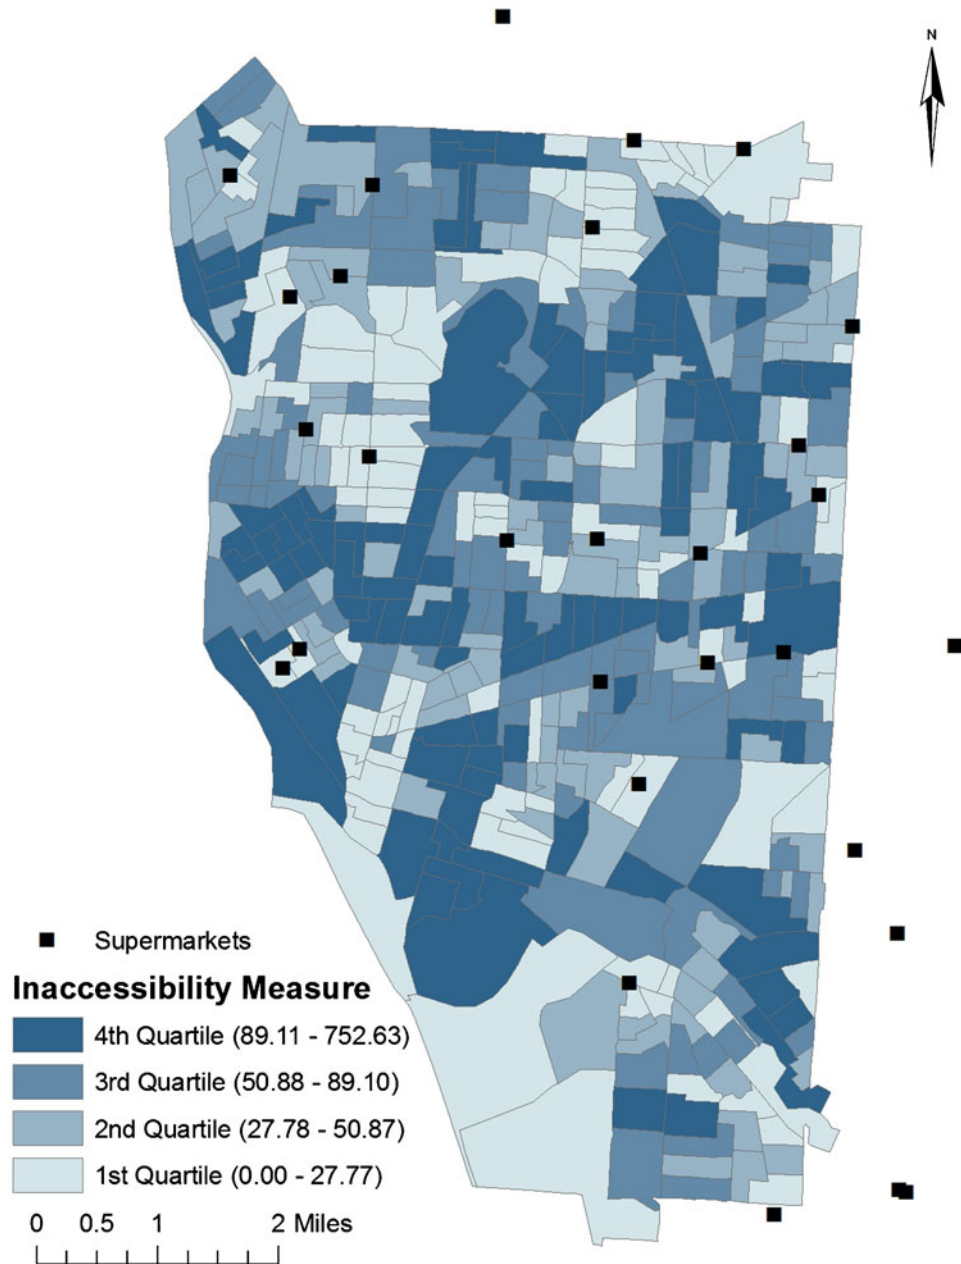 N
Supermarkets
Inaccessibility Measure
4th Quartile (89.11 - 752.63)
3rd Quartile (50.88 - 89.10)
2nd Quartile (27.78 - 50.87)
1st Quartile (0.00 - 27.77)
0 0.5 1 2 Miles